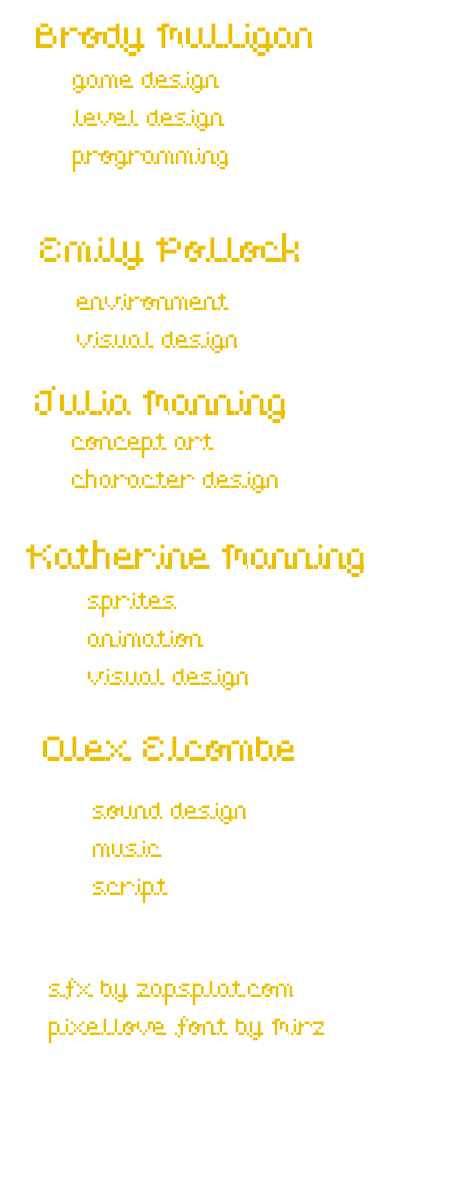 Brody Mulligan
game design
level design
programming
Emily Pollock
environment
visual design
Julia Manning
concept art
character design
Katherine Manning
sprites
animation
visual design
Alex Elcombe
sound design
music
script
sfx by zapsplat.com
pixellove font by Mirz